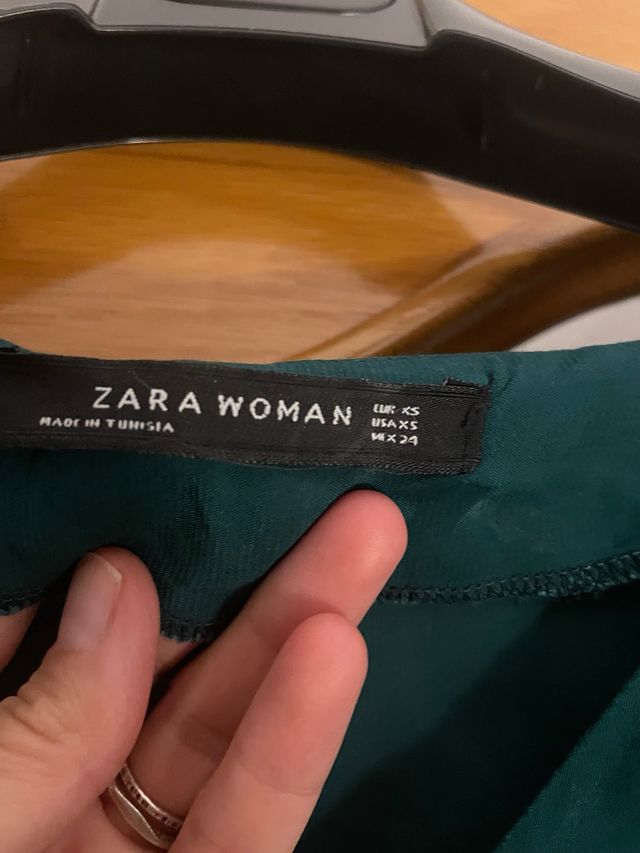 ZARA WOMAN
MADE IN TUNISIA
EUR XS
USA XS
MEX 24